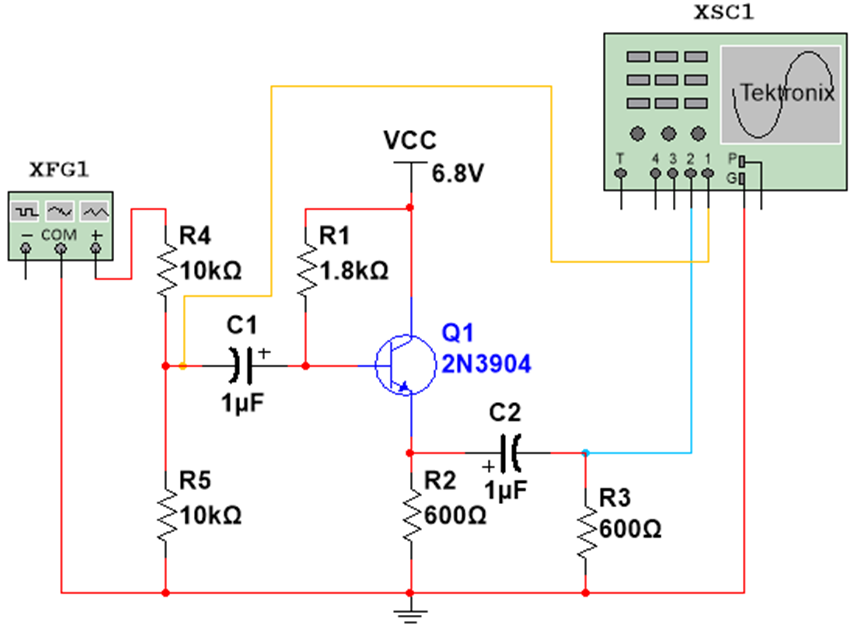 XSC1
Tektronix
T 4 3 2 1 P
G
VCC
6.8V
XFG1
− COM +
R4
10kΩ
R1
1.8kΩ
C1
+
1µF
Q1
2N3904
C2
+
1µF
R5
10kΩ
R2
600Ω
R3
600Ω